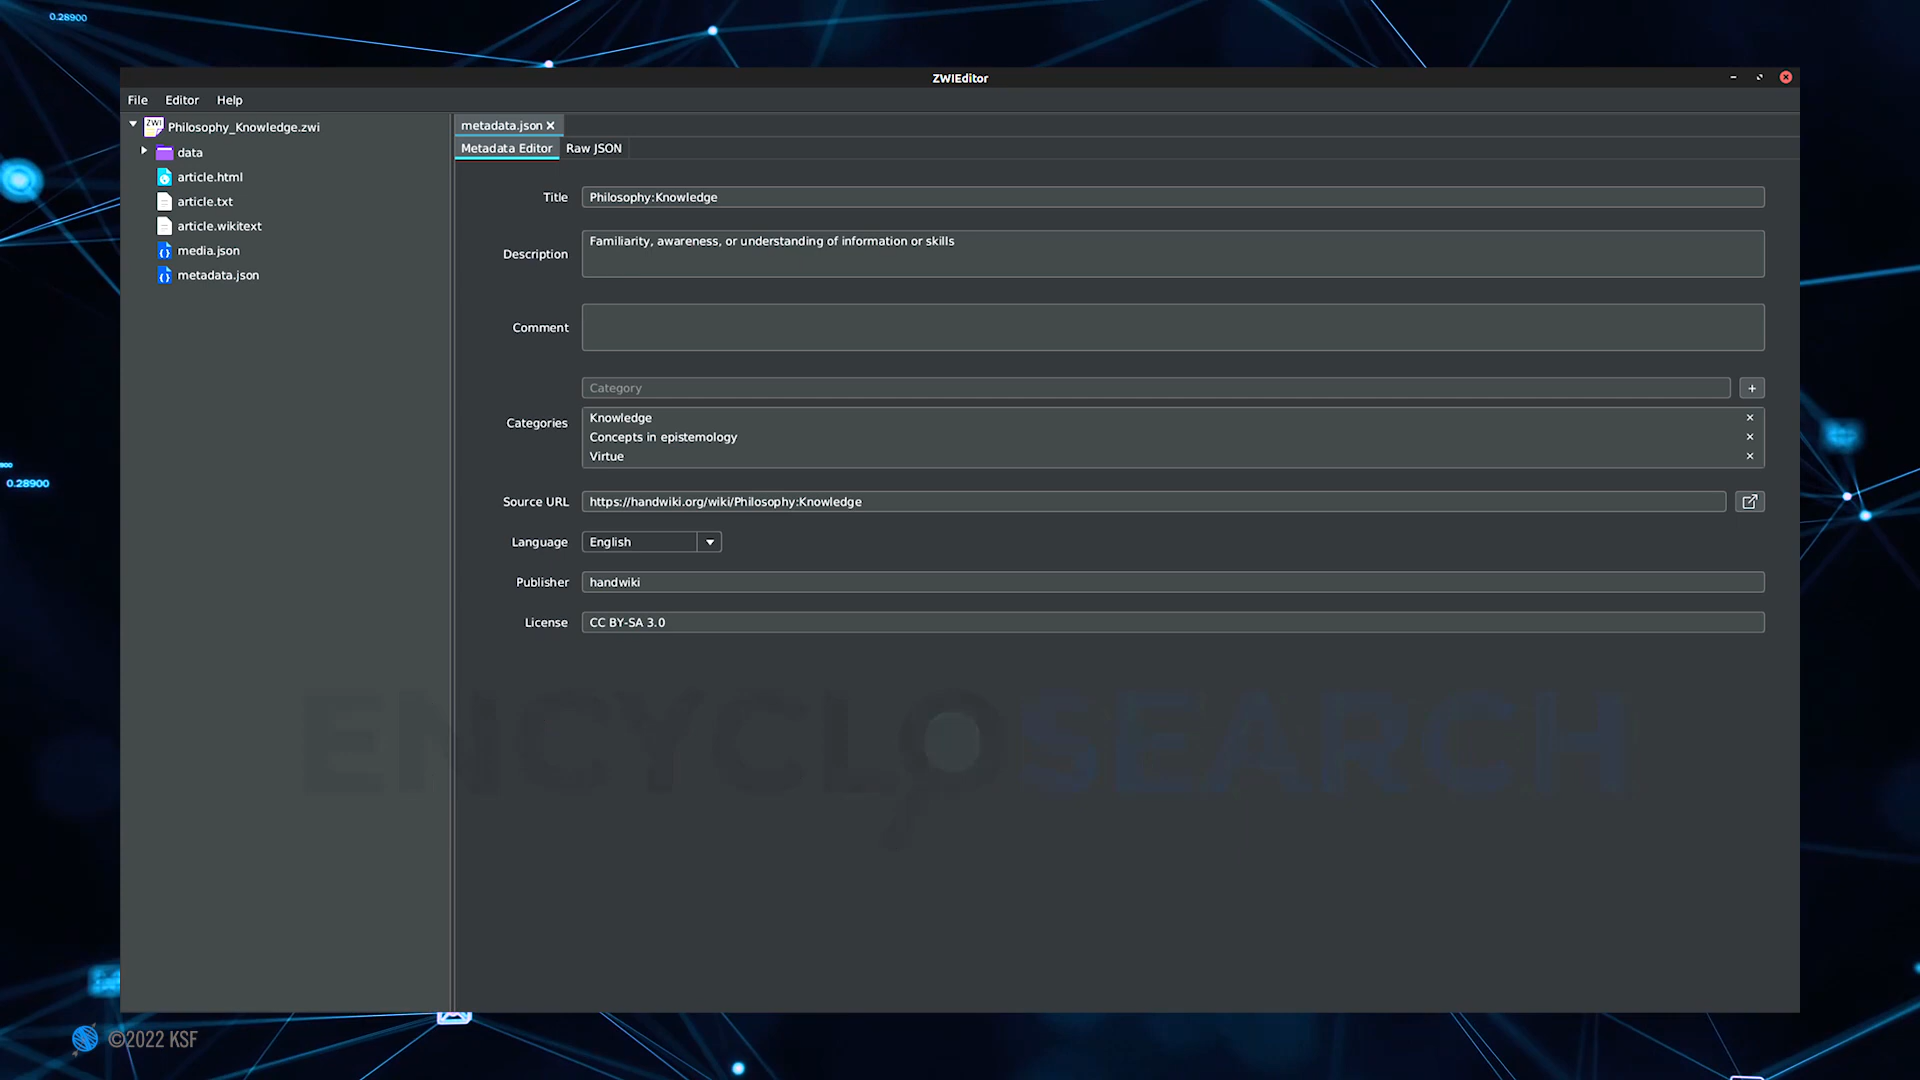 0.28900
ZWIEditor
File Editor Help
ZWI Philosophy_Knowledge.zwi
data
article.html
article.txt
article.wikitext
media.json
metadata.json
metadata.json
Metadata Editor Raw JSON
Title Philosophy:Knowledge
Description Familiarity, awareness, or understanding of information or skills
Comment
Category +
Categories
Knowledge
Concepts in epistemology
Virtue
Source URL https://handwiki.org/wiki/Philosophy:Knowledge
Language English
Publisher handwiki
License CC BY-SA 3.0
ENCYCLOSEARCH
0.28900
©2022 KSF